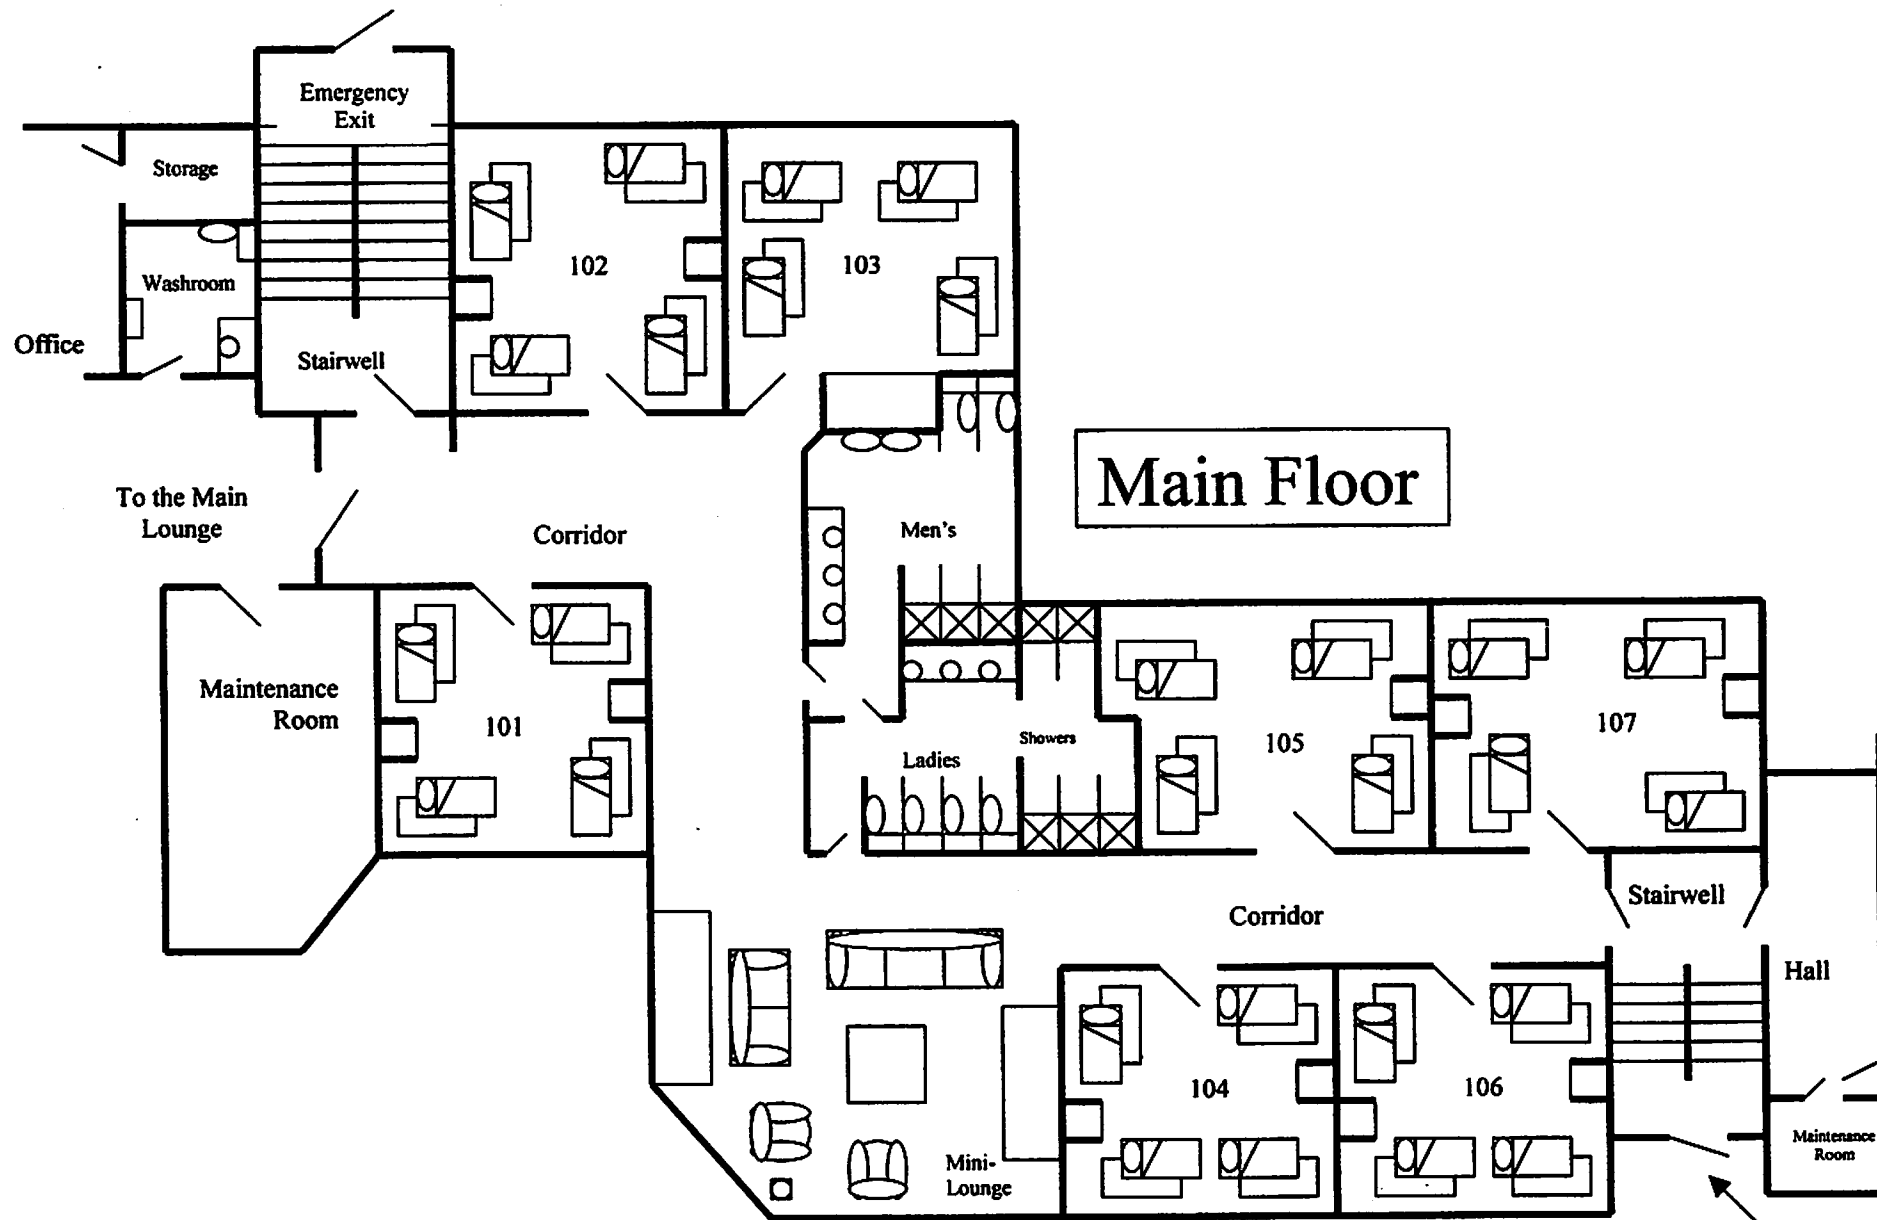 Emergency
Exit
Storage
Washroom
Office
Stairwell
102
103
To the Main
Lounge
Corridor
Men's
Main Floor
Maintenance
Room
101
Ladies
Showers
105
107
Corridor
Stairwell
Hall
104
106
Mini-
Lounge
Maintenance
Room